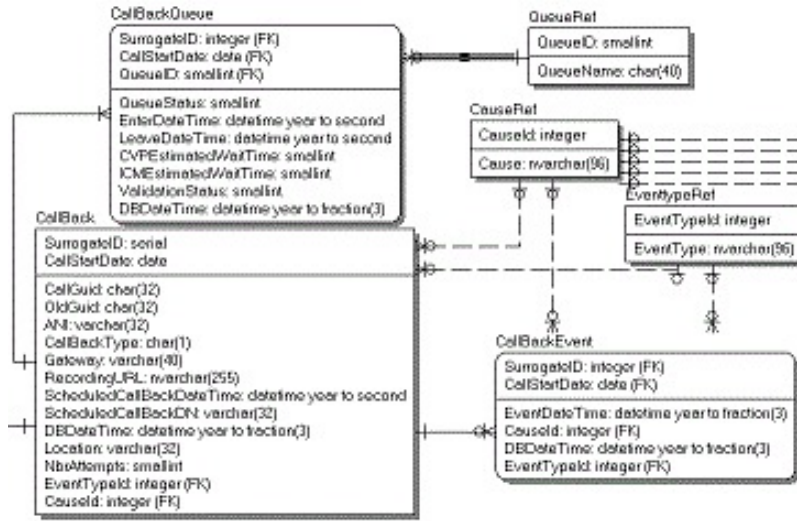 CallBackQueue
SurrogateID: integer (FK)
CallStartDate: date (FK)
QueueID: smallint (FK)
QueueStatus: smallint
EnterDateTime: datetime year to second
LeaveDateTime: datetime year to second
CVPEstimatedWaitTime: smallint
ICMEstimatedWaitTime: smallint
ValidationStatus: smallint
DBDateTime: datetime year to fraction(3)
QueueRef
QueueID: smallint
QueueName: char(40)
CauseRef
CauseId: integer
Cause: nvarchar(96)
EventtypeRef
EventTypeId: integer
EventType: nvarchar(96)
CallBack
SurrogateID: serial
CallStartDate: date
CallGuid: char(32)
OldGuid: char(32)
ANI: varchar(32)
CallBackType: char(1)
Gateway: varchar(40)
RecordingURL: nvarchar(255)
ScheduledCallBackDateTime: datetime year to second
ScheduledCallBackDN: varchar(32)
DBDateTime: datetime year to fraction(3)
Location: varchar(32)
NbrAttempts: smallint
EventTypeId: integer (FK)
CauseId: integer (FK)
CallBackEvent
SurrogateID: integer (FK)
CallStartDate: date (FK)
EventDateTime: datetime year to fraction(3)
CauseId: integer (FK)
DBDateTime: datetime year to fraction(3)
EventTypeId: integer (FK)